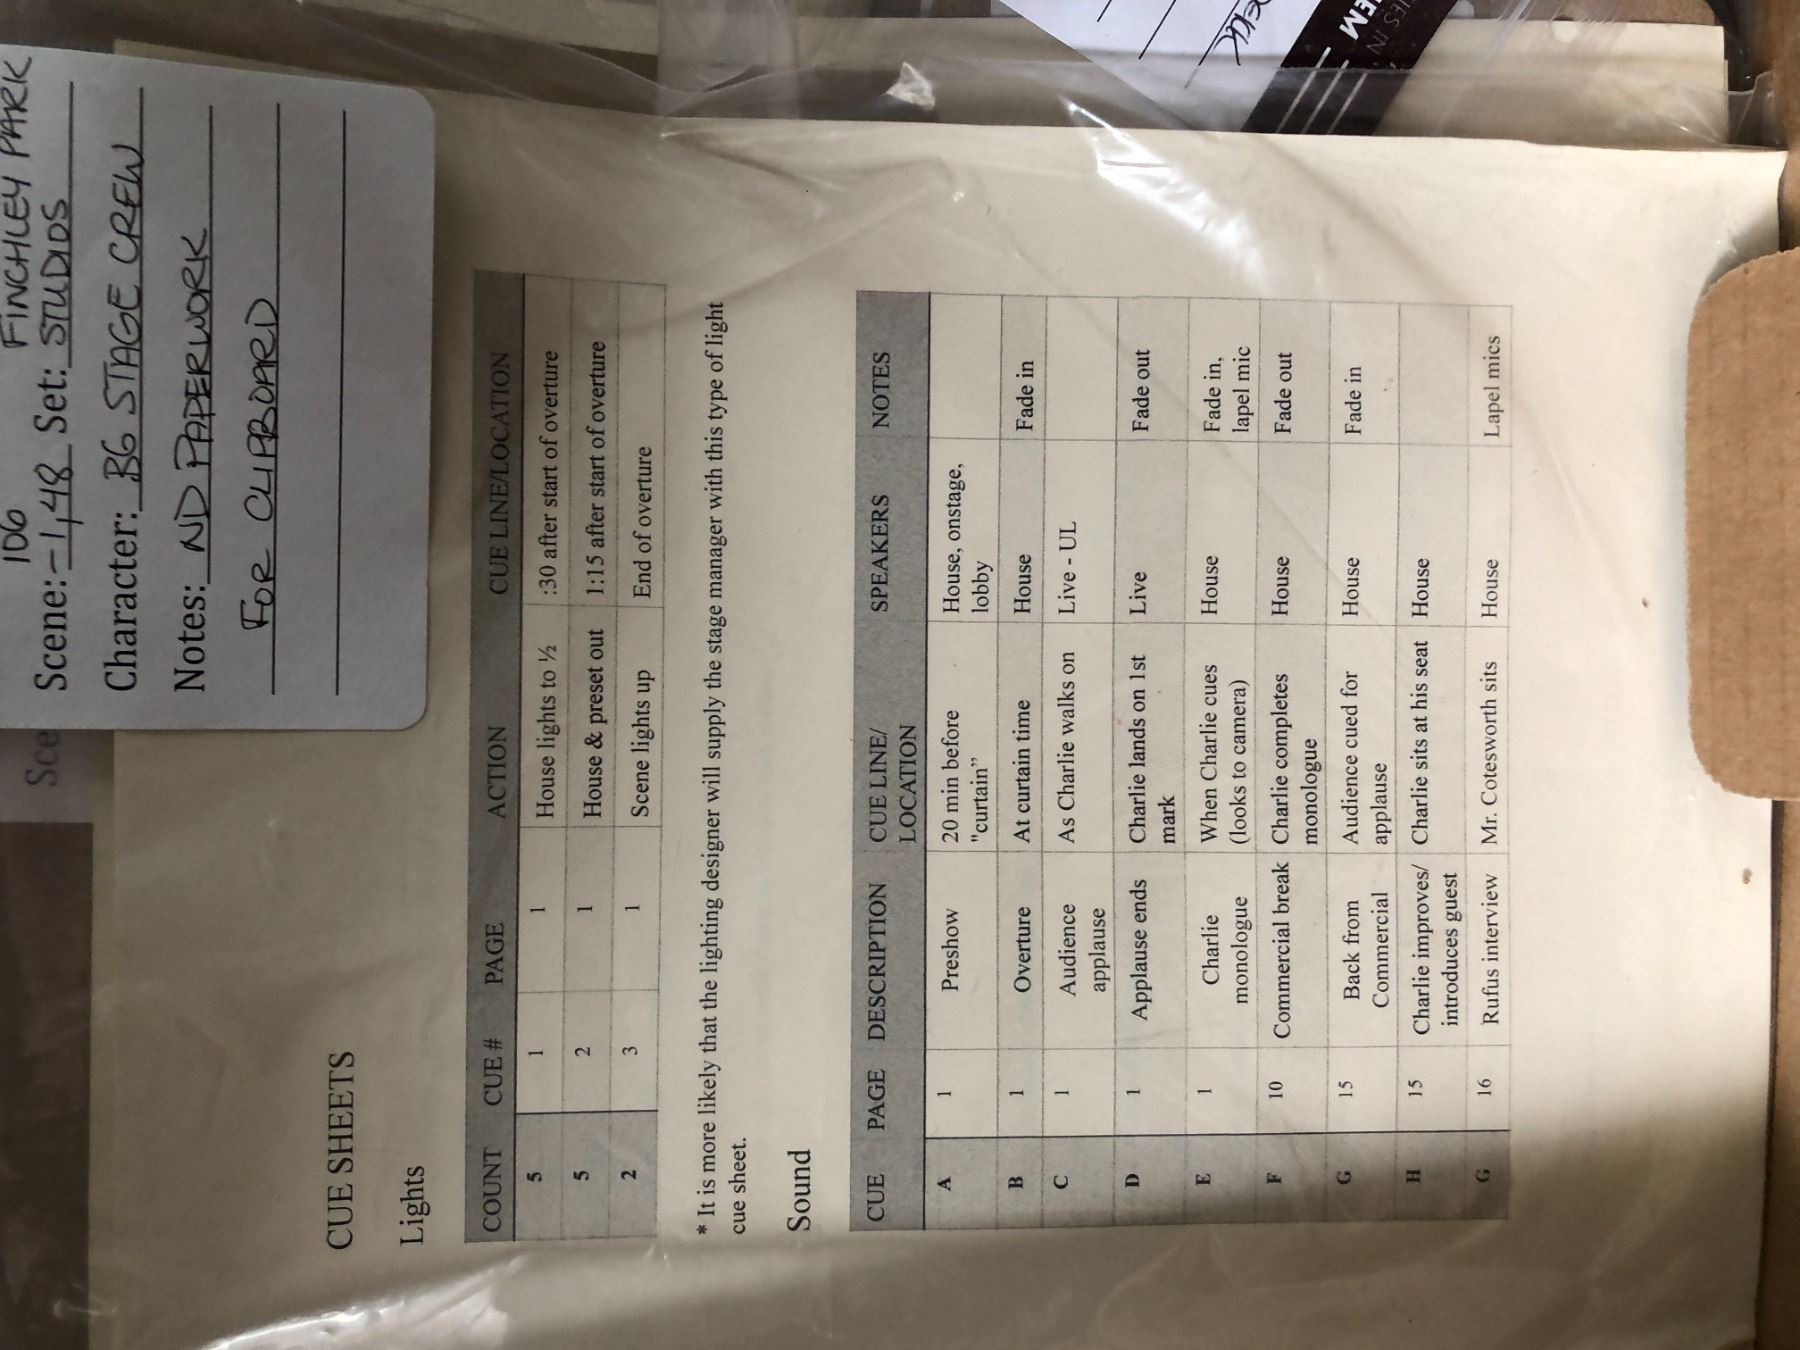 106 FINCHLEY PARK
Scene: 1,48 Set: STUDIOS
Character: BG STAGE CREW
Notes: ND PAPERWORK
FOR CLIPBOARD
Sce
IES IN
EM
CUE SHEETS
Lights
COUNT CUE # PAGE ACTION CUE LINE/LOCATION
5 1 1 House lights to ½ :30 after start of overture
5 2 1 House & preset out 1:15 after start of overture
2 3 1 Scene lights up End of overture
* It is more likely that the lighting designer will supply the stage manager with this type of light
cue sheet.
Sound
CUE PAGE DESCRIPTION CUE LINE/ SPEAKERS NOTES
LOCATION
A 1 Preshow 20 min before House, onstage,
"curtain” lobby
B 1 Overture At curtain time House Fade in
C 1 Audience As Charlie walks on Live - UL
applause
D 1 Applause ends Charlie lands on 1st Live Fade out
mark
E 1 Charlie When Charlie cues House Fade in,
monologue (looks to camera) lapel mic
F 10 Commercial break Charlie completes House Fade out
monologue
G 15 Back from Audience cued for House Fade in
Commercial applause
H 15 Charlie improves/ Charlie sits at his seat House
introduces guest
G 16 Rufus interview Mr. Cotesworth sits House Lapel mics